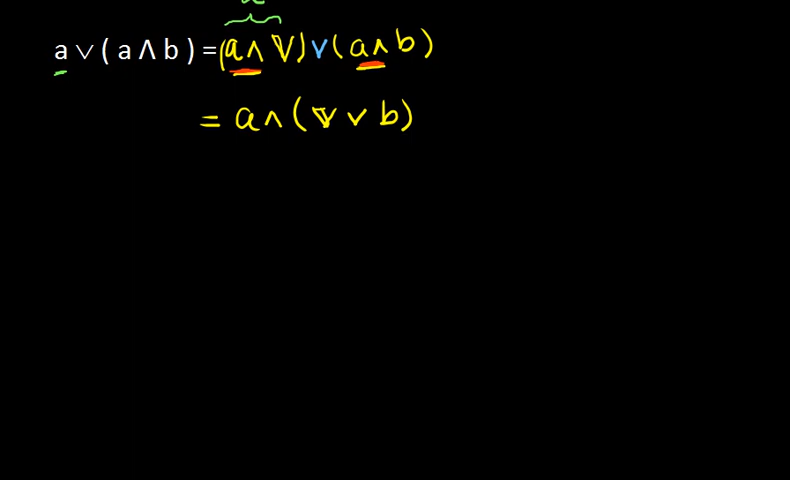 a ∨ ( a ∧ b ) = (a ∧ 𝕍) ∨ ( a ∧ b )
= a ∧ ( 𝕍 ∨ b )